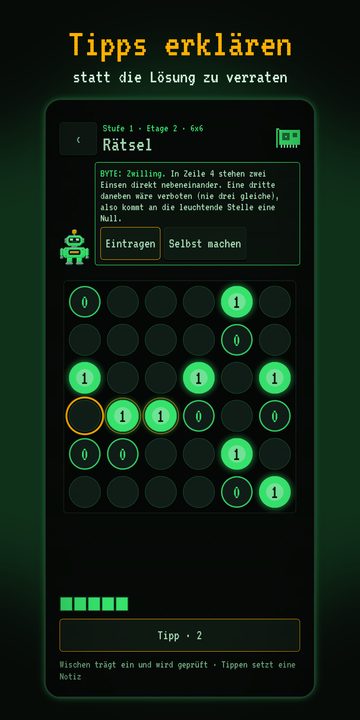 Tipps erklären
statt die Lösung zu verraten
‹
Stufe 1 · Etage 2 · 6x6
Rätsel
BYTE: Zwilling. In Zeile 4 stehen zwei
Einsen direkt nebeneinander. Eine dritte
daneben wäre verboten (nie drei gleiche),
also kommt an die leuchtende Stelle eine
Null.
Eintragen Selbst machen
0 1
0
1 1 1
1 1 0 0
0 0 1
0 1
Tipp · 2
Wischen trägt ein und wird geprüft · Tippen setzt eine
Notiz